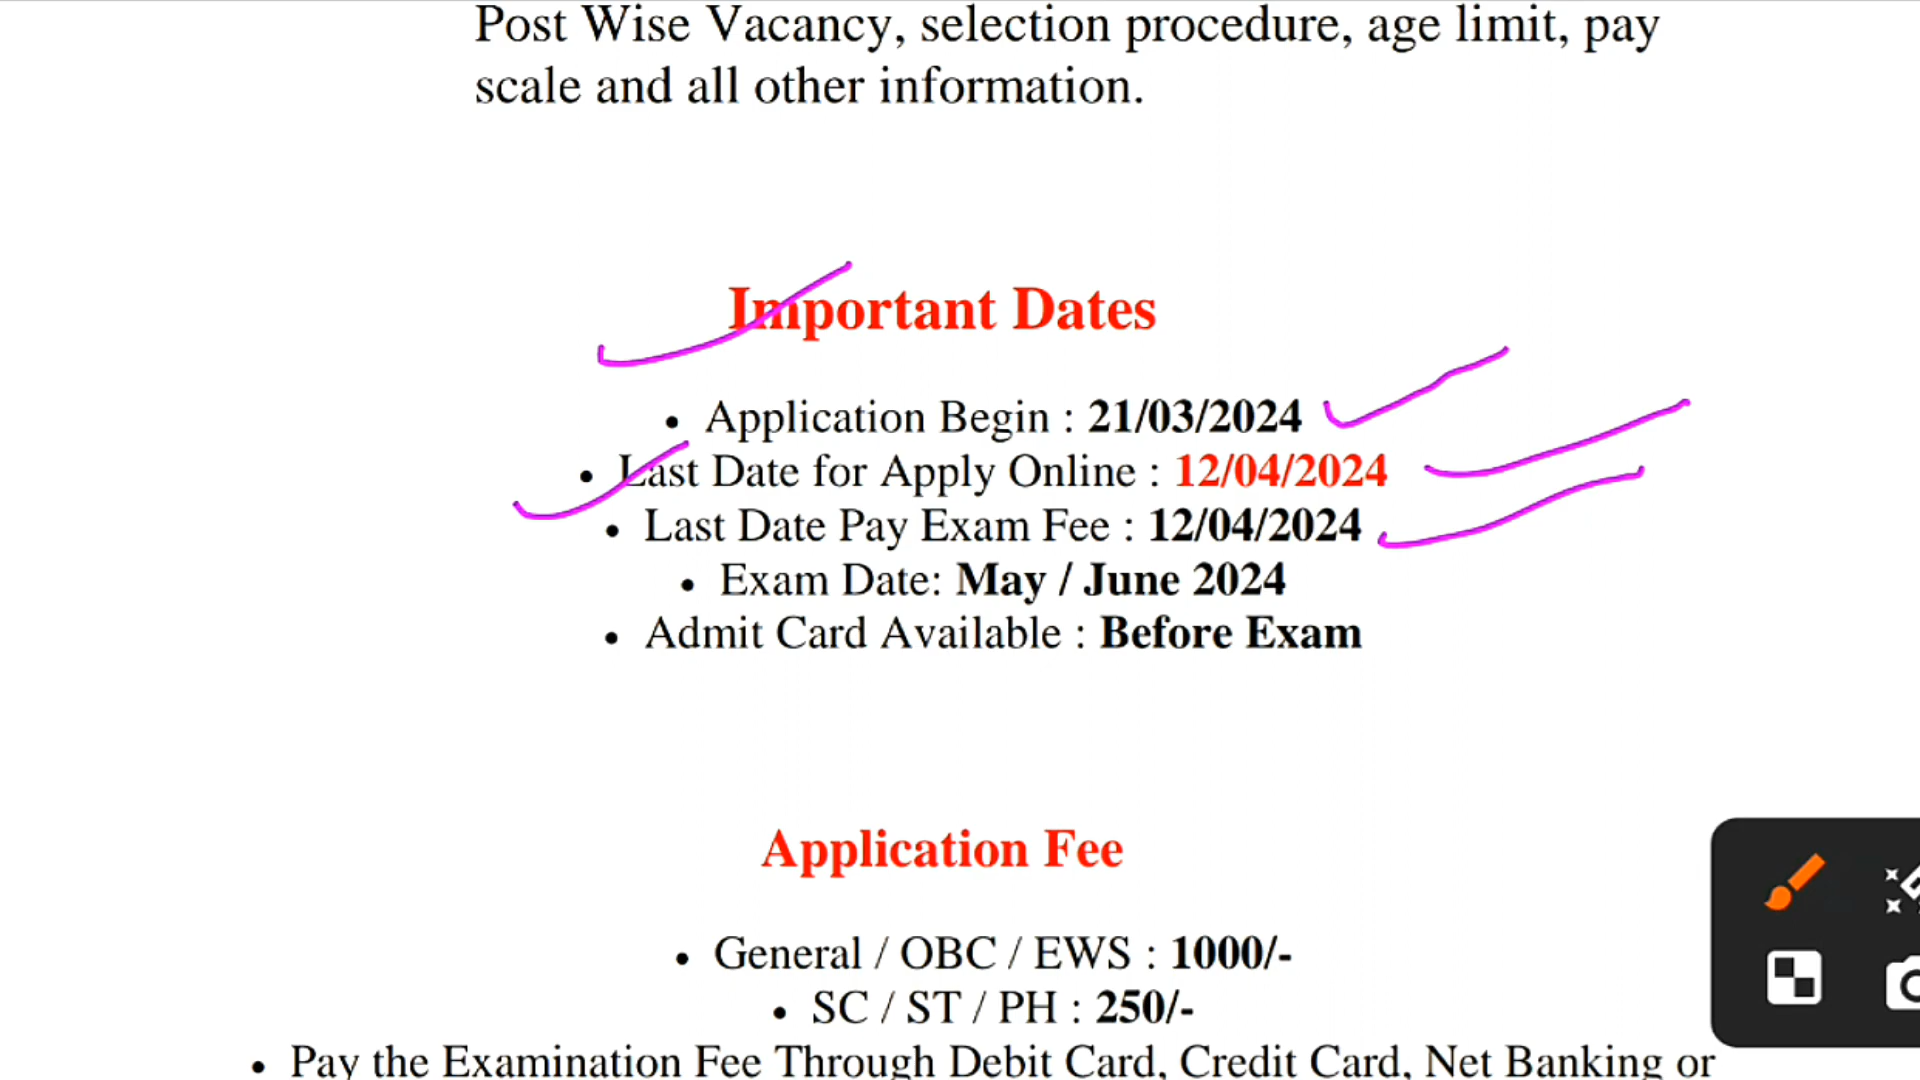 Post Wise Vacancy, selection procedure, age limit, pay
scale and all other information.
Important Dates
• Application Begin : 21/03/2024
• Last Date for Apply Online : 12/04/2024
• Last Date Pay Exam Fee : 12/04/2024
• Exam Date: May / June 2024
• Admit Card Available : Before Exam
Application Fee
• General / OBC / EWS : 1000/-
• SC / ST / PH : 250/-
• Pay the Examination Fee Through Debit Card, Credit Card, Net Banking or